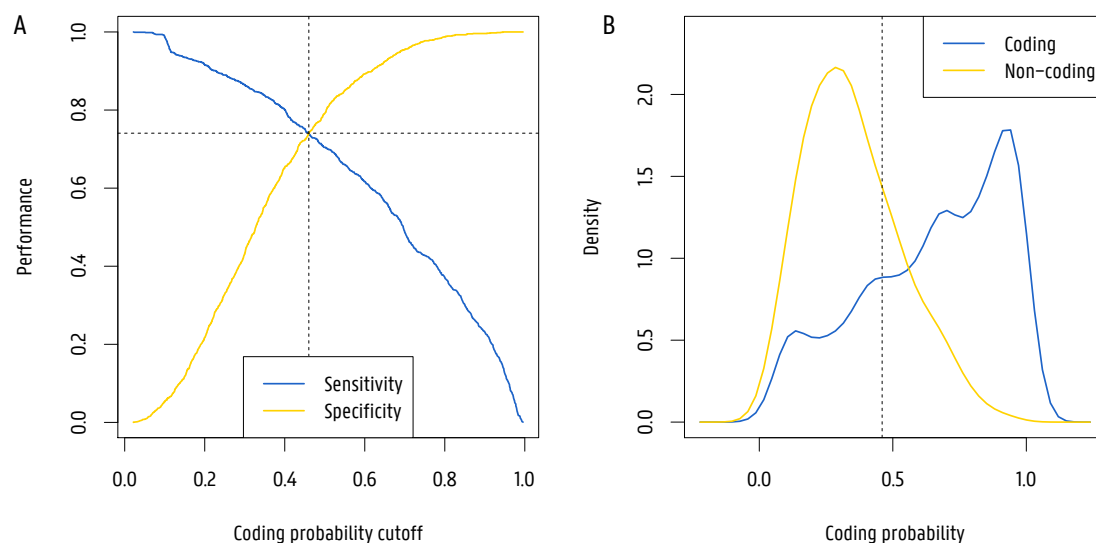 A
Performance
1.0
0.8
0.6
0.4
0.2
0.0
Sensitivity
Specificity
0.0 0.2 0.4 0.6 0.8 1.0
Coding probability cutoff
B
Density
2.0
1.5
1.0
0.5
0.0
Coding
Non-coding
0.0 0.5 1.0
Coding probability